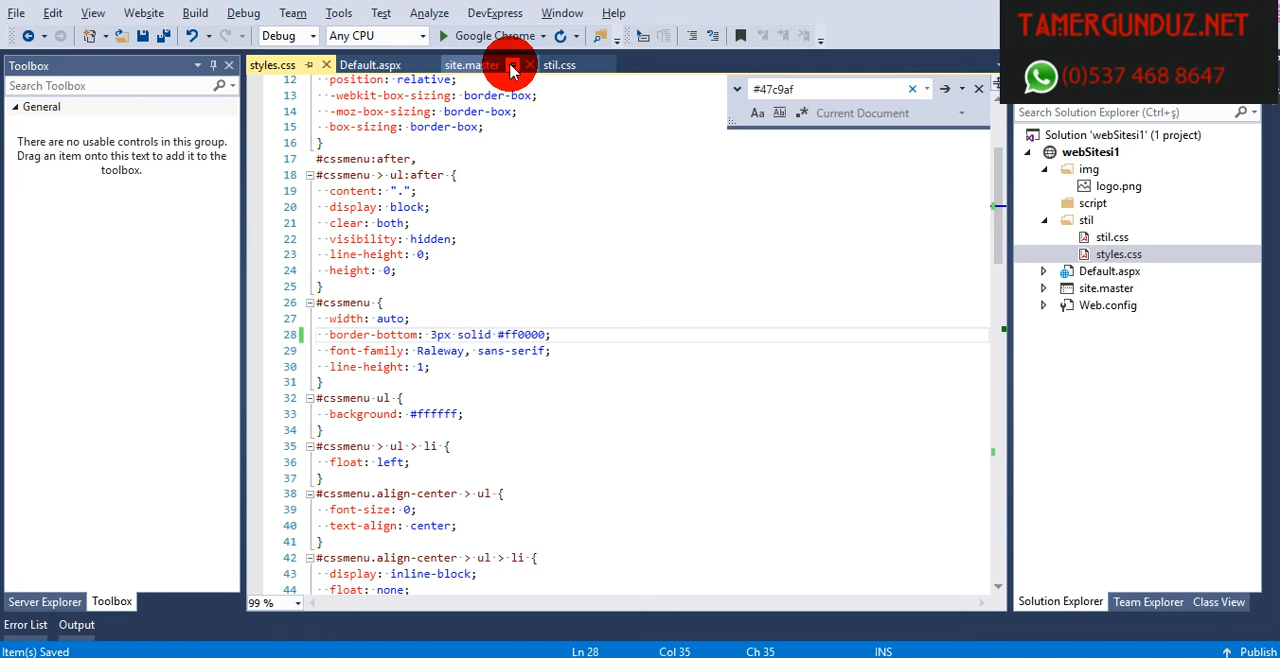 File Edit View Website Build Debug Team Tools Test Analyze DevExpress Window Help
Debug Any CPU Google Chrome
TAMERGUNDUZ.NET
(0)537 468 8647
Toolbox
Search Toolbox
General
There are no usable controls in this group.
Drag an item onto this text to add it to the
toolbox.
styles.css Default.aspx site.master stil.css
#47c9af
Aa Ab Current Document
12 position: relative;
13 -webkit-box-sizing: border-box;
14 -moz-box-sizing: border-box;
15 box-sizing: border-box;
16 }
17 #cssmenu:after,
18 #cssmenu > ul:after {
19 content: ".";
20 display: block;
21 clear: both;
22 visibility: hidden;
23 line-height: 0;
24 height: 0;
25 }
26 #cssmenu {
27 width: auto;
28 border-bottom: 3px solid #ff0000;
29 font-family: Raleway, sans-serif;
30 line-height: 1;
31 }
32 #cssmenu ul {
33 background: #ffffff;
34 }
35 #cssmenu > ul > li {
36 float: left;
37 }
38 #cssmenu.align-center > ul {
39 font-size: 0;
40 text-align: center;
41 }
42 #cssmenu.align-center > ul > li {
43 display: inline-block;
44 float: none;
99 %
Search Solution Explorer (Ctrl+ş)
Solution 'webSitesi1' (1 project)
webSitesi1
img
logo.png
script
stil
stil.css
styles.css
Default.aspx
site.master
Web.config
Server Explorer Toolbox
Solution Explorer Team Explorer Class View
Error List Output
Item(s) Saved Ln 28 Col 35 Ch 35 INS Publish